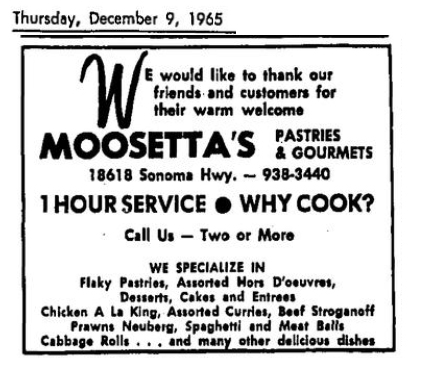 Thursday, December 9, 1965
WE would like to thank our
friends and customers for
their warm welcome
MOOSETTA'S PASTRIES
& GOURMETS
18618 Sonoma Hwy. — 938-3440
1 HOUR SERVICE ● WHY COOK?
Call Us — Two or More
WE SPECIALIZE IN
Flaky Pastries, Assorted Hors D'oeuvres,
Desserts, Cakes and Entrees
Chicken A La King, Assorted Curries, Beef Stroganoff
Prawns Neuberg, Spaghetti and Meat Balls
Cabbage Rolls . . . and many other delicious dishes